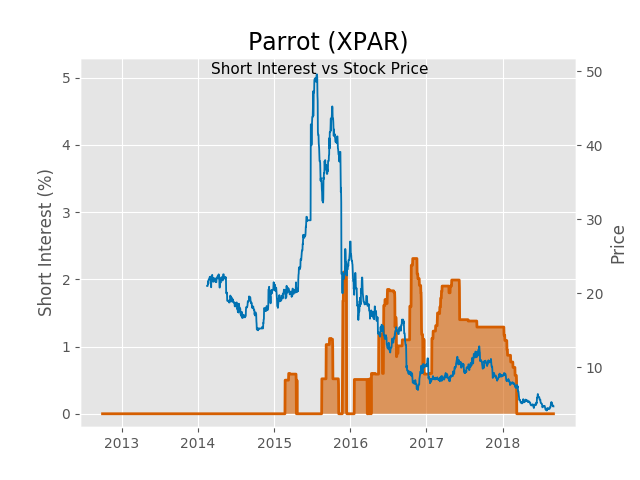 Parrot (XPAR)
Short Interest vs Stock Price
Short Interest (%)
5
4
3
2
1
0
50
40
30
20
10
Price
2013 2014 2015 2016 2017 2018